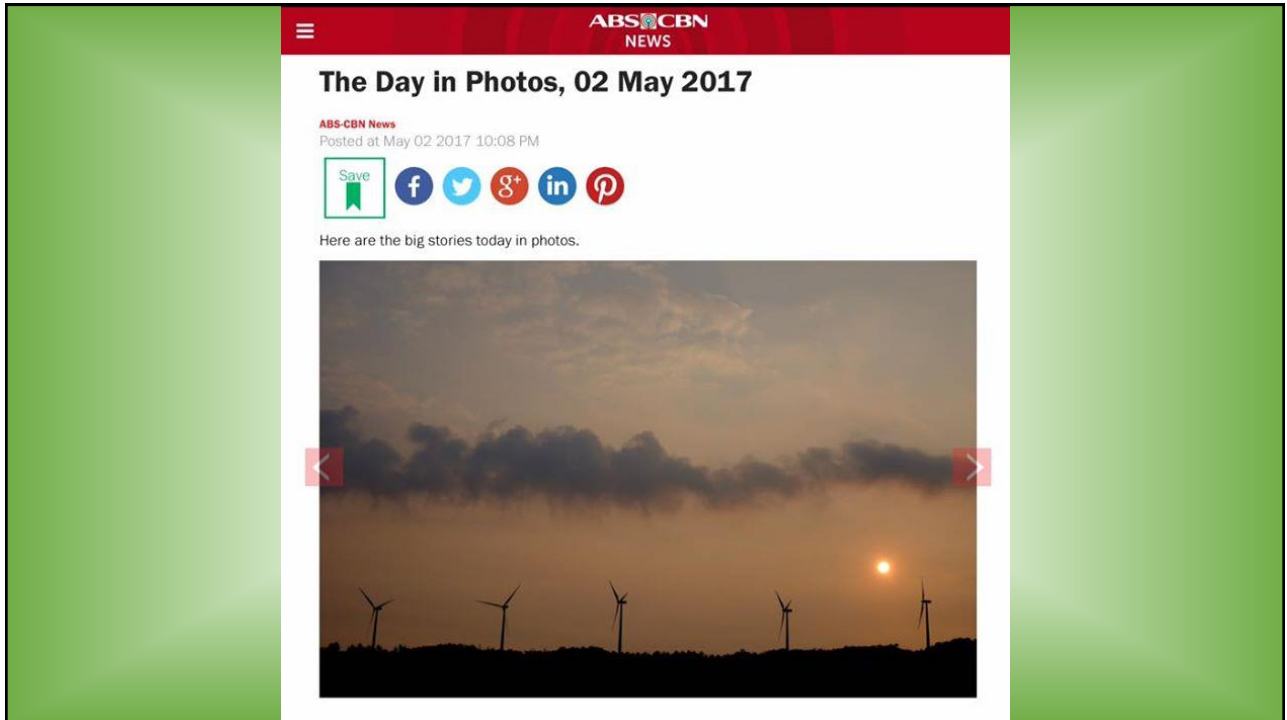 ABS CBN
NEWS
The Day in Photos, 02 May 2017
ABS-CBN News
Posted at May 02 2017 10:08 PM
Save
f g+ in
Here are the big stories today in photos.